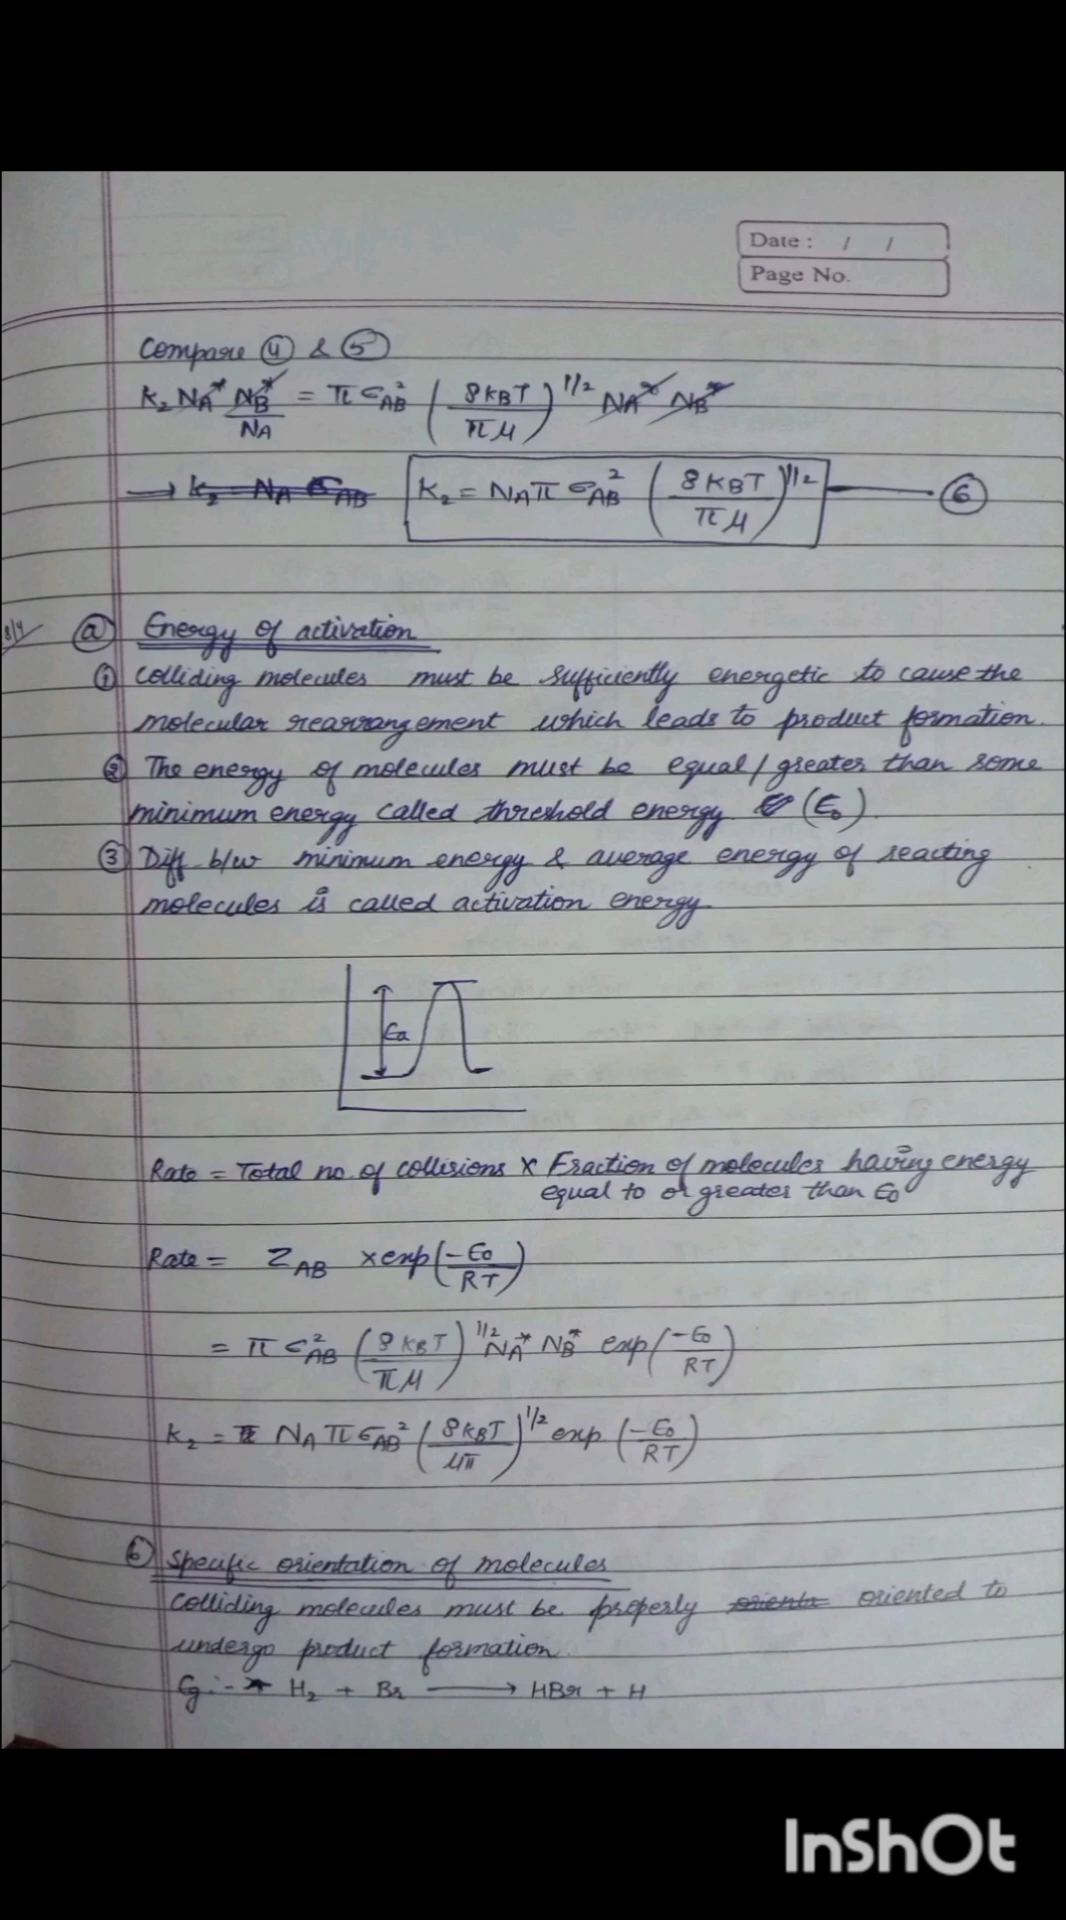 Date : / /
Page No.
Compare ④ & ⑤
K₂ NA* NB*/NA = π σAB² (8KBT/πμ)^1/2 NA* NB*
→ K₂ = NA σAB K₂ = NAπ σAB² (8KBT/πμ)^1/2 — ⑥
8/4 ⓐ Energy of activation
① Colliding molecules must be sufficiently energetic to cause the
molecular rearrangement which leads to product formation.
② The energy of molecules must be equal/greater than some
minimum energy called threshold energy (E₀).
③ Diff b/w minimum energy & average energy of reacting
molecules is called activation energy.
Ea
Rate = Total no. of collisions × Fraction of molecules having energy
equal to or greater than E₀
Rate = ZAB × exp(-E₀/RT)
= π σAB² (8KBT/πμ)^1/2 NA* NB* exp(-E₀/RT)
K₂ = π NA π σAB² (8KBT/μπ)^1/2 exp(-E₀/RT)
ⓑ Specific orientation of molecules
Colliding molecules must be properly orienta oriented to
undergo product formation.
Eg :- H₂ + Br → HBr + H
InShOt